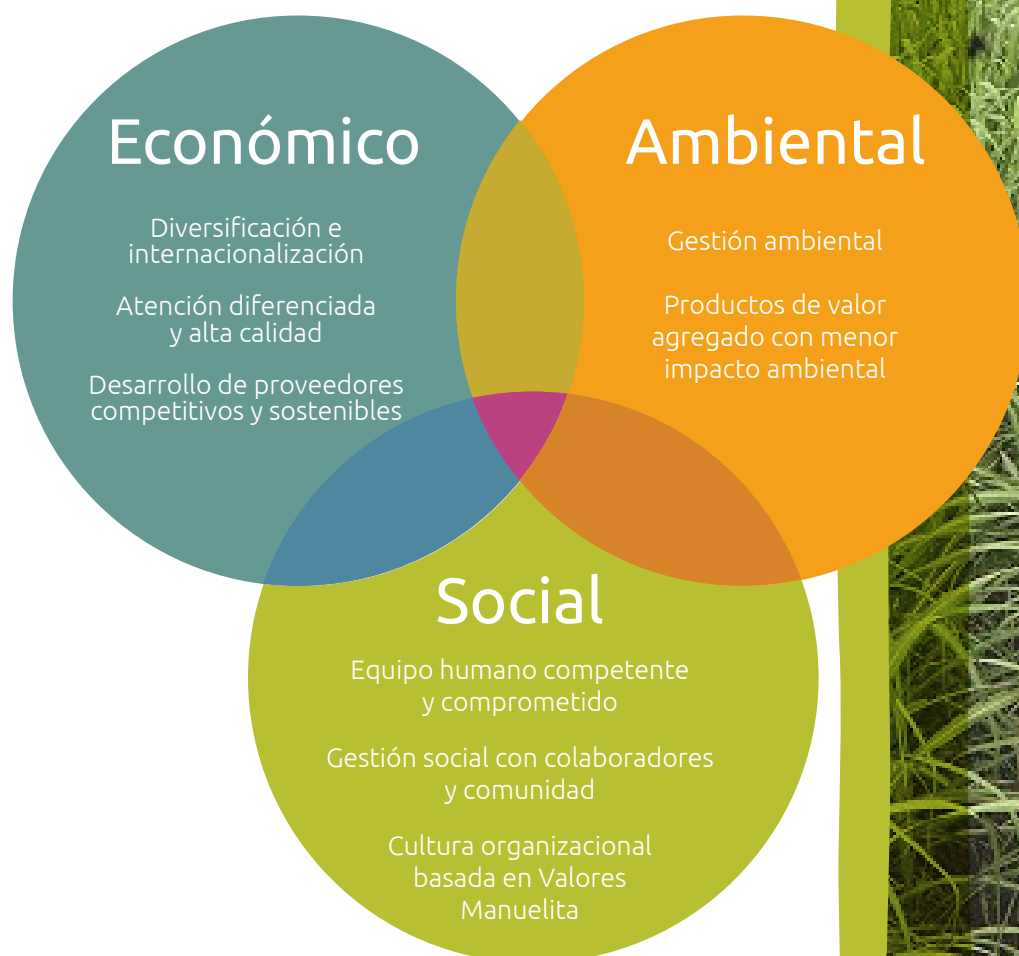 Económico
Diversificación e
internacionalización
Atención diferenciada
y alta calidad
Desarrollo de proveedores
competitivos y sostenibles
Ambiental
Gestión ambiental
Productos de valor
agregado con menor
impacto ambiental
Social
Equipo humano competente
y comprometido
Gestión social con colaboradores
y comunidad
Cultura organizacional
basada en Valores
Manuelita